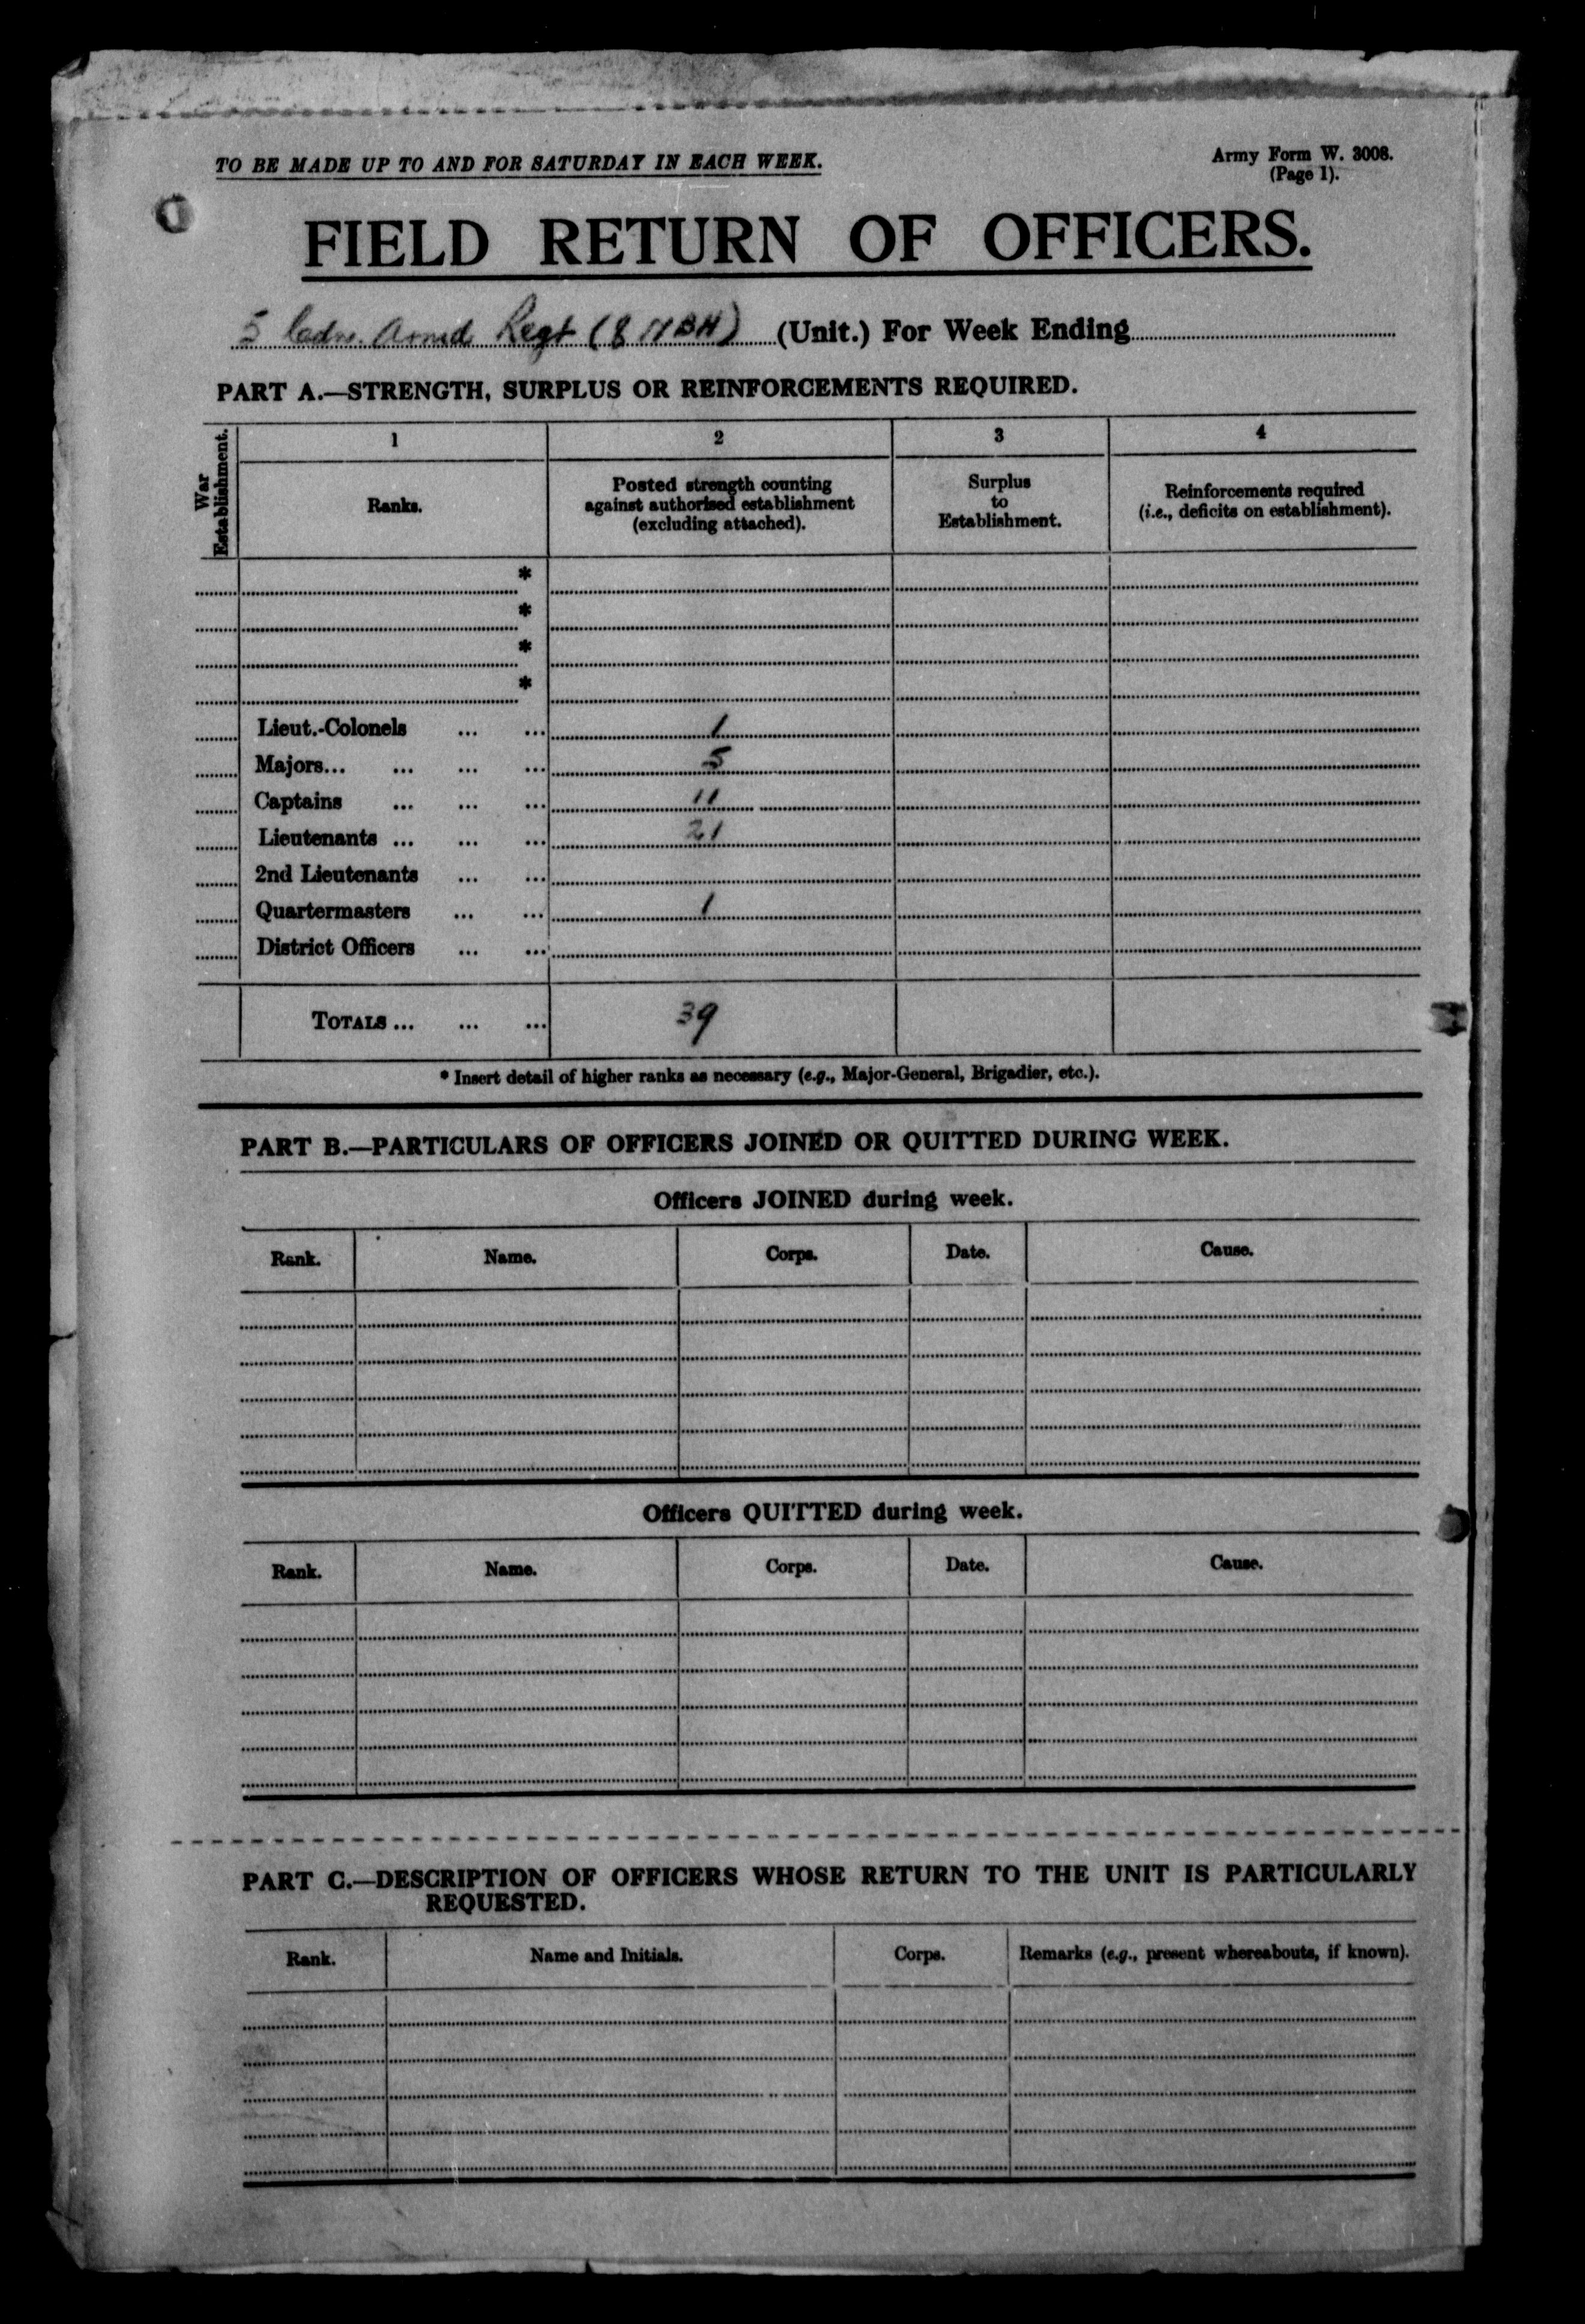 TO BE MADE UP TO AND FOR SATURDAY IN EACH WEEK.
Army Form W. 3008.
(Page 1).
FIELD RETURN OF OFFICERS.
5 Cdn. Armd Regt (8 NBH) (Unit.) For Week Ending
PART A.—STRENGTH, SURPLUS OR REINFORCEMENTS REQUIRED.
War Establishment.
1 2 3 4
Ranks.
Posted strength counting
against authorised establishment
(excluding attached).
Surplus
to
Establishment.
Reinforcements required
(i.e., deficits on establishment).
*
*
*
*
Lieut.-Colonels ... ... 1
Majors... ... ... ... 5
Captains ... ... ... 11
Lieutenants ... ... ... 21
2nd Lieutenants ... ...
Quartermasters ... ... 1
District Officers ... ...
TOTALS ... ... ... 39
* Insert detail of higher ranks as necessary (e.g., Major-General, Brigadier, etc.).
PART B.—PARTICULARS OF OFFICERS JOINED OR QUITTED DURING WEEK.
Officers JOINED during week.
Rank. Name. Corps. Date. Cause.
Officers QUITTED during week.
Rank. Name. Corps. Date. Cause.
PART C.—DESCRIPTION OF OFFICERS WHOSE RETURN TO THE UNIT IS PARTICULARLY
REQUESTED.
Rank. Name and Initials. Corps. Remarks (e.g., present whereabouts, if known).